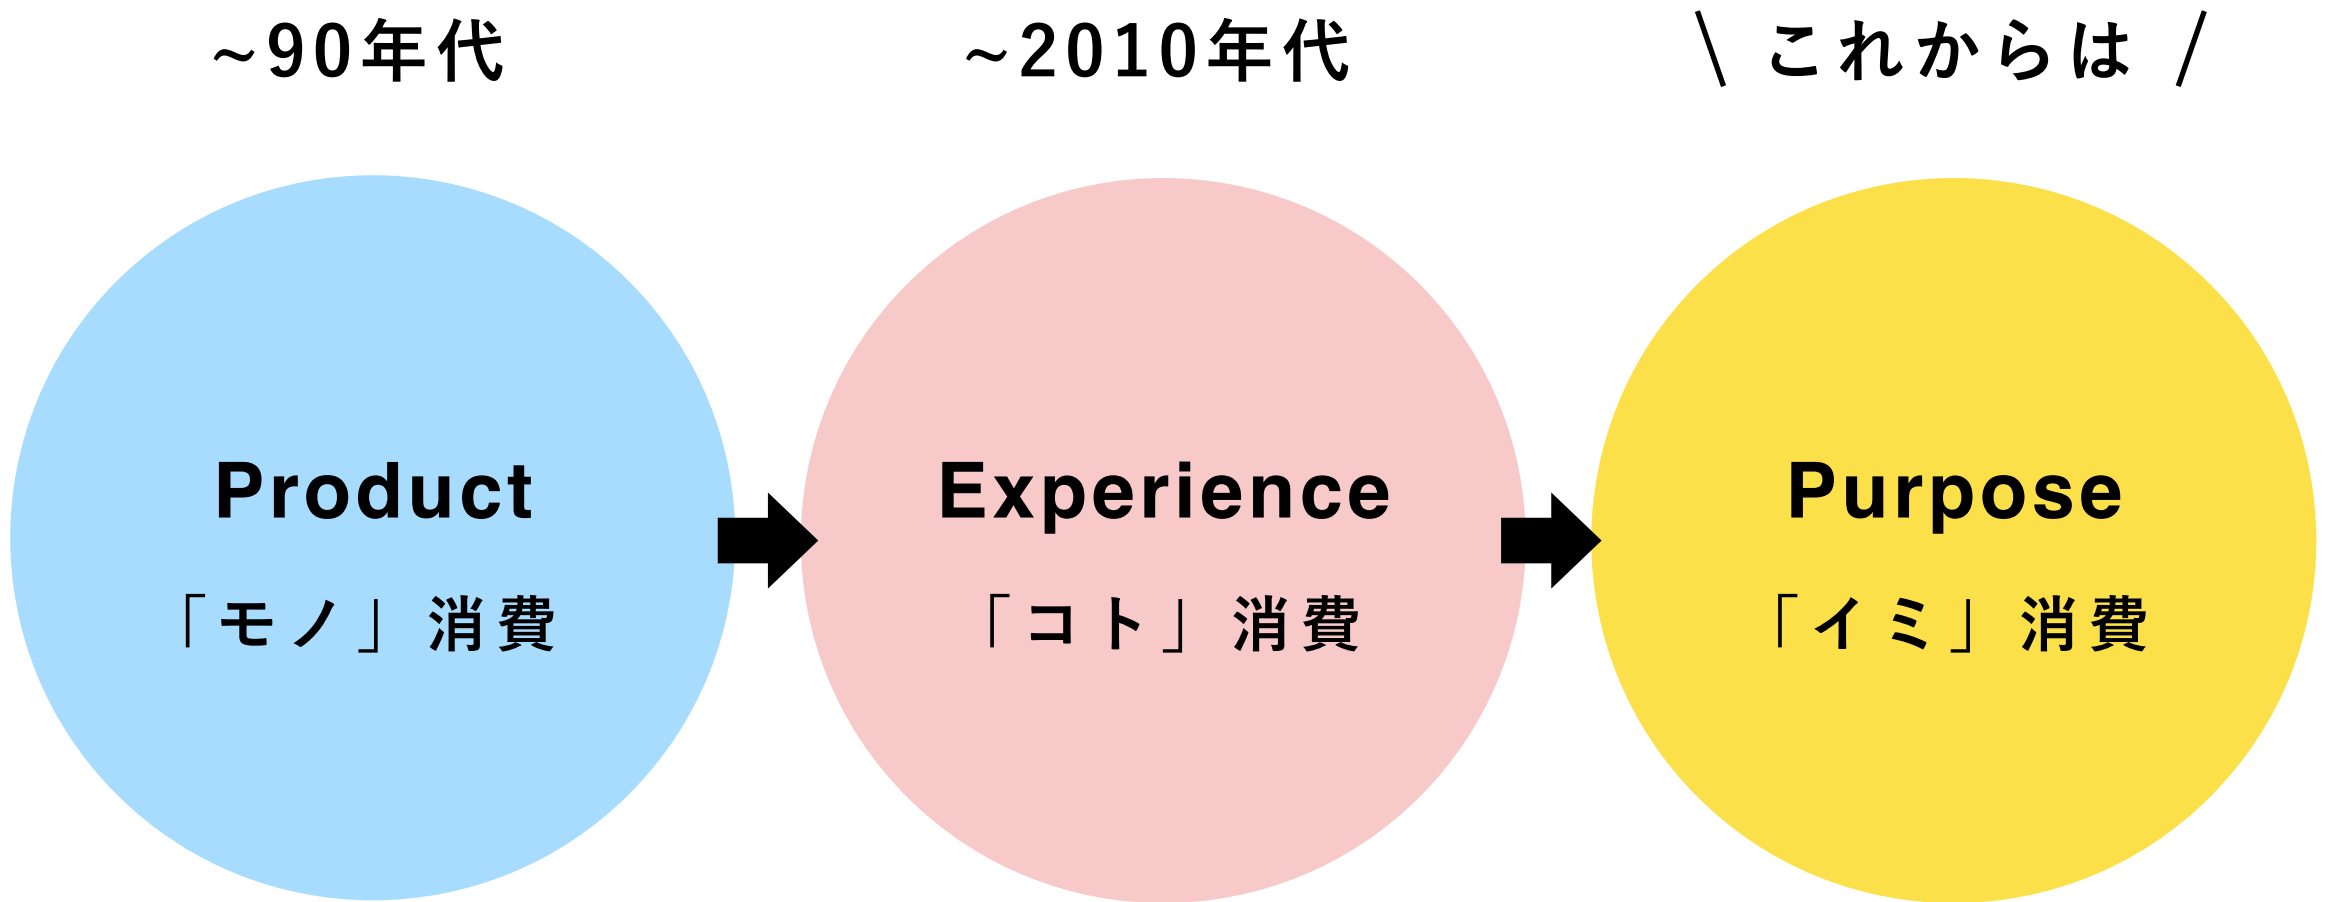 ~90年代
~2010年代
\ これからは /
Product
「モノ」消費
Experience
「コト」消費
Purpose
「イミ」消費